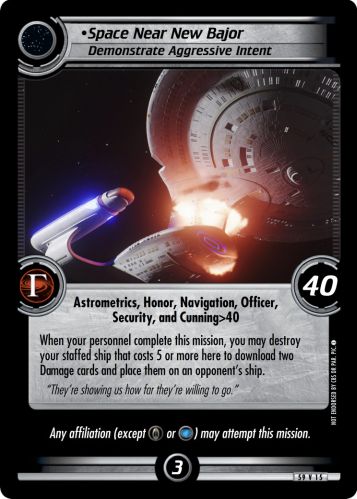 •Space Near New Bajor
Demonstrate Aggressive Intent
Γ
40
Astrometrics, Honor, Navigation, Officer,
Security, and Cunning>40
When your personnel complete this mission, you may destroy
your staffed ship that costs 5 or more here to download two
Damage cards and place them on an opponent's ship.
"They're showing us how far they're willing to go."
Any affiliation (except or ) may attempt this mission.
3
59 V 15
NOT ENDORSED BY CBS OR PAR. PIC.